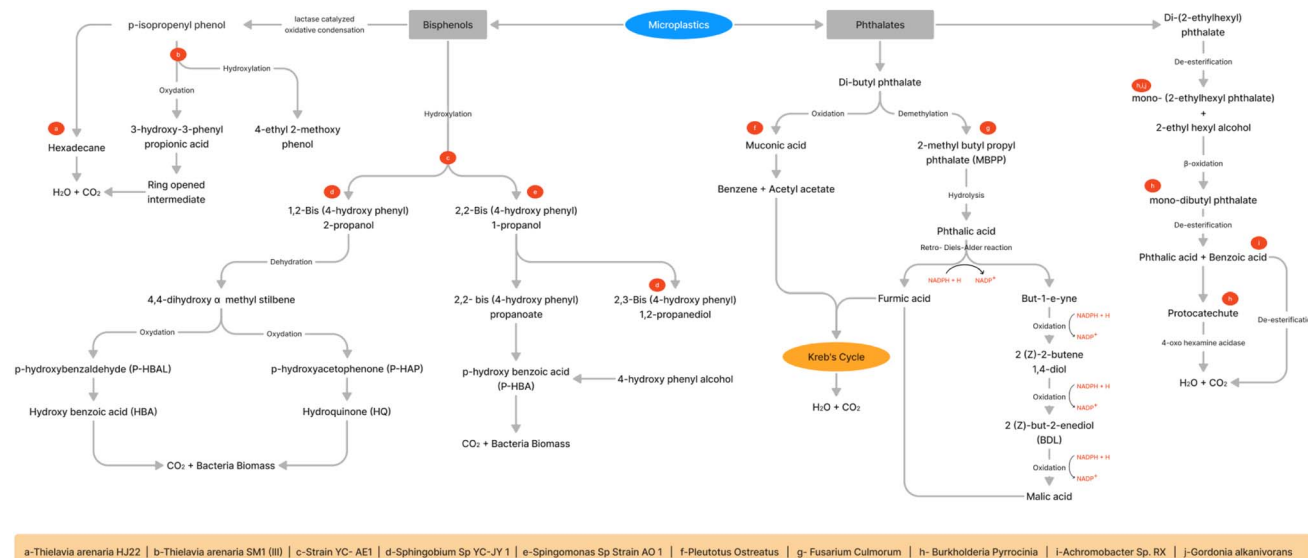 p-isopropenyl phenol
lactase catalyzed
oxidative condensation
Bisphenols
Microplastics
Phthalates
Di-(2-ethylhexyl)
phthalate
b
Hydroxylation
Oxydation
a
Hexadecane
3-hydroxy-3-phenyl
propionic acid
4-ethyl 2-methoxy
phenol
H₂O + CO₂
Ring opened
intermediate
Hydroxylation
c
d
1,2-Bis (4-hydroxy phenyl)
2-propanol
e
2,2-Bis (4-hydroxy phenyl)
1-propanol
Dehydration
4,4-dihydroxy α methyl stilbene
Oxydation
Oxydation
p-hydroxybenzaldehyde (P-HBAL)
p-hydroxyacetophenone (P-HAP)
Hydroxy benzoic acid (HBA)
Hydroquinone (HQ)
CO₂ + Bacteria Biomass
2,2- bis (4-hydroxy phenyl)
propanoate
d
2,3-Bis (4-hydroxy phenyl)
1,2-propanediol
p-hydroxy benzoic acid
(P-HBA)
4-hydroxy phenyl alcohol
CO₂ + Bacteria Biomass
Di-butyl phthalate
Oxidation
Demethylation
f
Muconic acid
g
2-methyl butyl propyl
phthalate (MBPP)
Benzene + Acetyl acetate
Hydrolysis
Phthalic acid
Retro- Diels-Alder reaction
NADPH + H
NADP⁺
Furmic acid
But-1-e-yne
Oxidation
NADPH + H
NADP⁺
Kreb's Cycle
2 (Z)-2-butene
1,4-diol
Oxidation
NADPH + H
NADP⁺
H₂O + CO₂
2 (Z)-but-2-enediol
(BDL)
Oxidation
NADPH + H
NADP⁺
Malic acid
De-esterification
h,i,j
mono- (2-ethylhexyl phthalate)
+
2-ethyl hexyl alcohol
β-oxidation
h
mono-dibutyl phthalate
De-esterification
i
Phthalic acid + Benzoic acid
h
Protocatechute
De-esterificatio
4-oxo hexamine acidase
H₂O + CO₂
a-Thielavia arenaria HJ22 | b-Thielavia arenaria SM1 (III) | c-Strain YC- AE1 | d-Sphingobium Sp YC-JY 1 | e-Spingomonas Sp Strain AO 1 | f-Pleutotus Ostreatus | g- Fusarium Culmorum | h- Burkholderia Pyrrocinia | i-Achromobacter Sp. RX | j-Gordonia alkanivorans